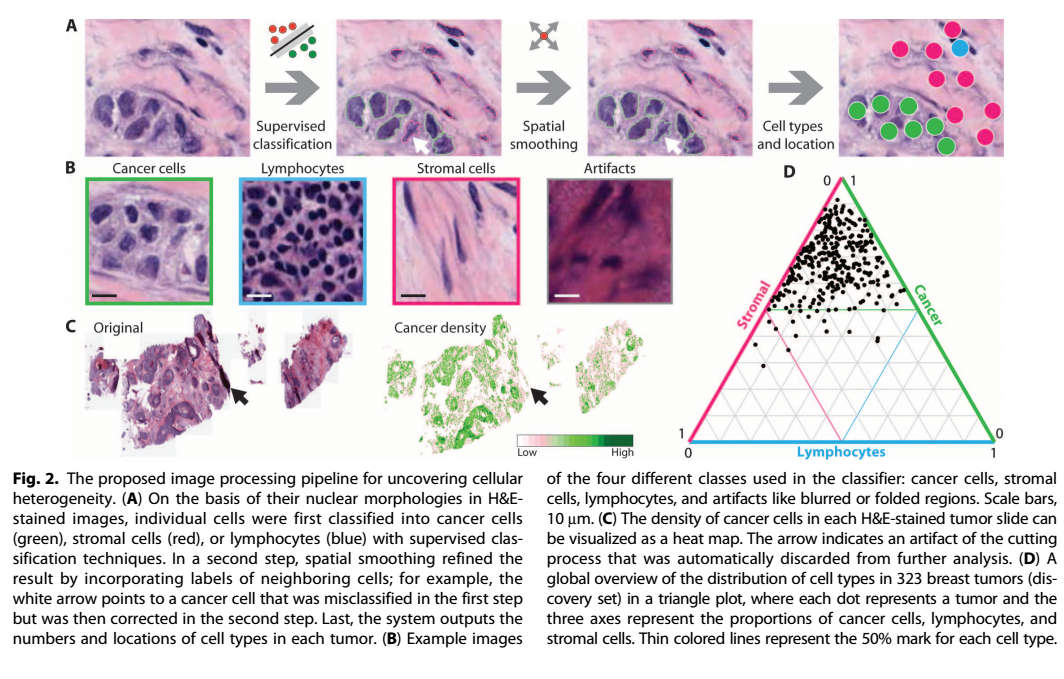 A
Supervised
classification
Spatial
smoothing
Cell types
and location
B
Cancer cells
Lymphocytes
Stromal cells
Artifacts
C
Original
Cancer density
Low
High
D
0
1
Stromal
Cancer
1
0
0
1
Lymphocytes
Fig. 2. The proposed image processing pipeline for uncovering cellular
heterogeneity. (A) On the basis of their nuclear morphologies in H&E-
stained images, individual cells were first classified into cancer cells
(green), stromal cells (red), or lymphocytes (blue) with supervised clas-
sification techniques. In a second step, spatial smoothing refined the
result by incorporating labels of neighboring cells; for example, the
white arrow points to a cancer cell that was misclassified in the first step
but was then corrected in the second step. Last, the system outputs the
numbers and locations of cell types in each tumor. (B) Example images
of the four different classes used in the classifier: cancer cells, stromal
cells, lymphocytes, and artifacts like blurred or folded regions. Scale bars,
10 μm. (C) The density of cancer cells in each H&E-stained tumor slide can
be visualized as a heat map. The arrow indicates an artifact of the cutting
process that was automatically discarded from further analysis. (D) A
global overview of the distribution of cell types in 323 breast tumors (dis-
covery set) in a triangle plot, where each dot represents a tumor and the
three axes represent the proportions of cancer cells, lymphocytes, and
stromal cells. Thin colored lines represent the 50% mark for each cell type.